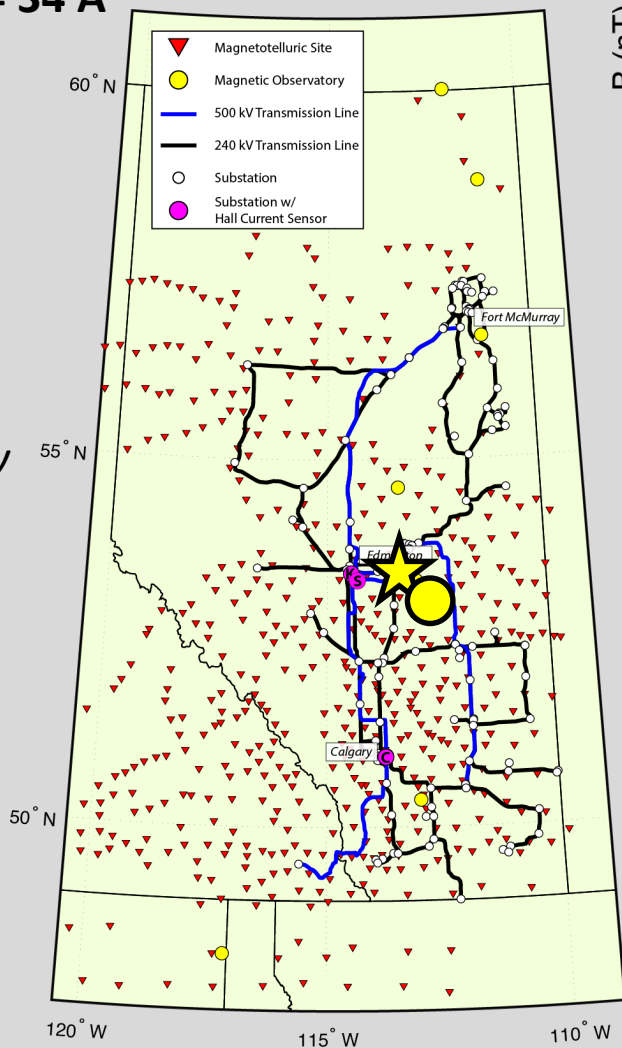 34 A
60° N
Magnetotelluric Site
Magnetic Observatory
500 kV Transmission Line
240 kV Transmission Line
Substation
Substation w/
Hall Current Sensor
Fort McMurray
55° N
S
Calgary
C
50° N
120° W
115° W
110° W